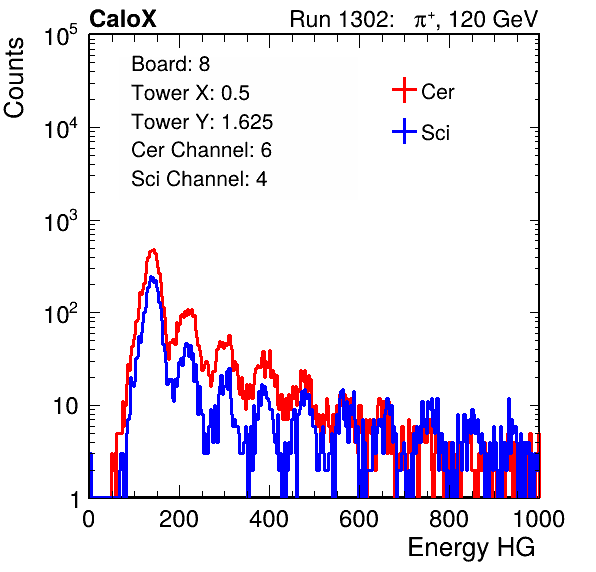 CaloX Run 1302: π⁺, 120 GeV
Board: 8
Tower X: 0.5
Tower Y: 1.625
Cer Channel: 6
Sci Channel: 4
Cer
Sci
Counts
10⁵
10⁴
10³
10²
10
1
0 200 400 600 800 1000
Energy HG